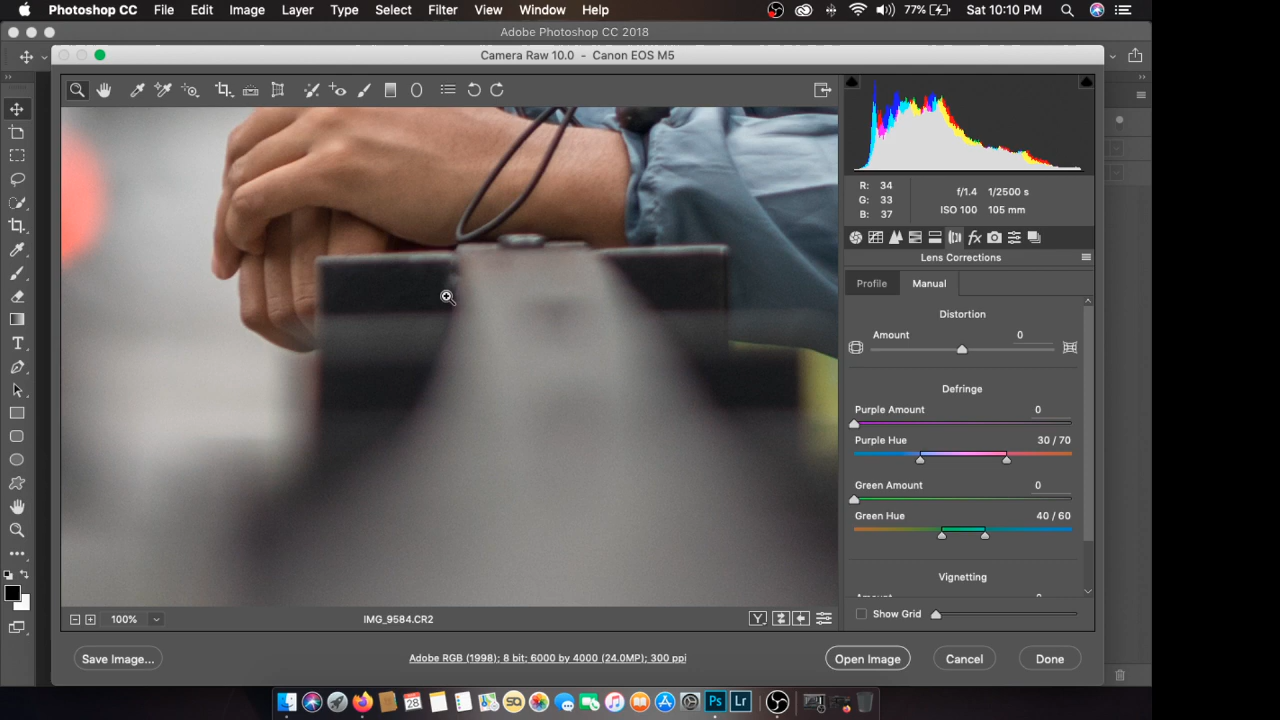 Photoshop CC File Edit Image Layer Type Select Filter View Window Help 77% Sat 10:10 PM
Adobe Photoshop CC 2018
Camera Raw 10.0 - Canon EOS M5
R: 34 f/1.4 1/2500 s
G: 33
B: 37 ISO 100 105 mm
Lens Corrections
Profile Manual
Distortion
Amount 0
Defringe
Purple Amount 0
Purple Hue 30 / 70
Green Amount 0
Green Hue 40 / 60
Vignetting
Show Grid
100% IMG_9584.CR2
Save Image... Adobe RGB (1998); 8 bit; 6000 by 4000 (24.0MP); 300 ppi Open Image Cancel Done
28 SQ Ps Lr